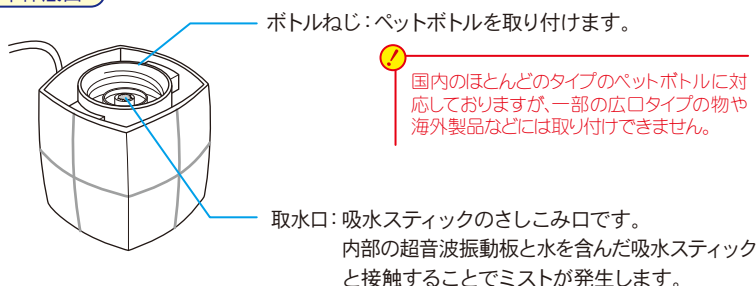 ボトルねじ：ペットボトルを取り付けます。
国内のほとんどのタイプのペットボトルに対
応しておりますが、一部の広口タイプの物や
海外製品などには取り付けできません。
取水口：吸水スティックのさしこみ口です。
内部の超音波振動板と水を含んだ吸水スティック
と接触することでミストが発生します。